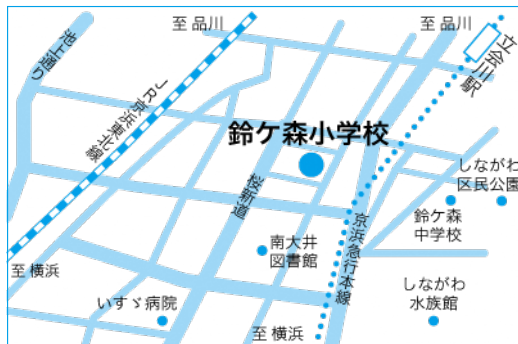 至 品川
至 品川
池上通り
JR京浜東北線
立会川駅
鈴ケ森小学校
しながわ
区民公園
桜新道
鈴ケ森
中学校
京浜急行本線
南大井
図書館
至 横浜
しながわ
水族館
いすゞ病院
至 横浜